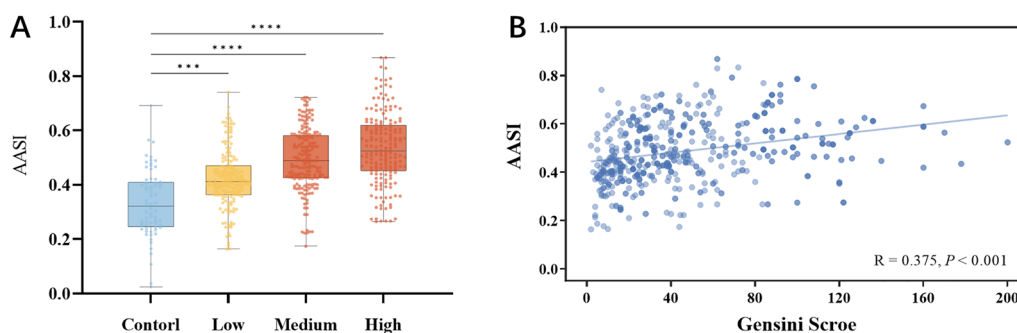 A
AASI
1.0
0.8
0.6
0.4
0.2
0.0
****
****
***
Contorl Low Medium High
B
AASI
1.0
0.8
0.6
0.4
0.2
0.0
R = 0.375, P < 0.001
0 40 80 120 160 200
Gensini Scroe